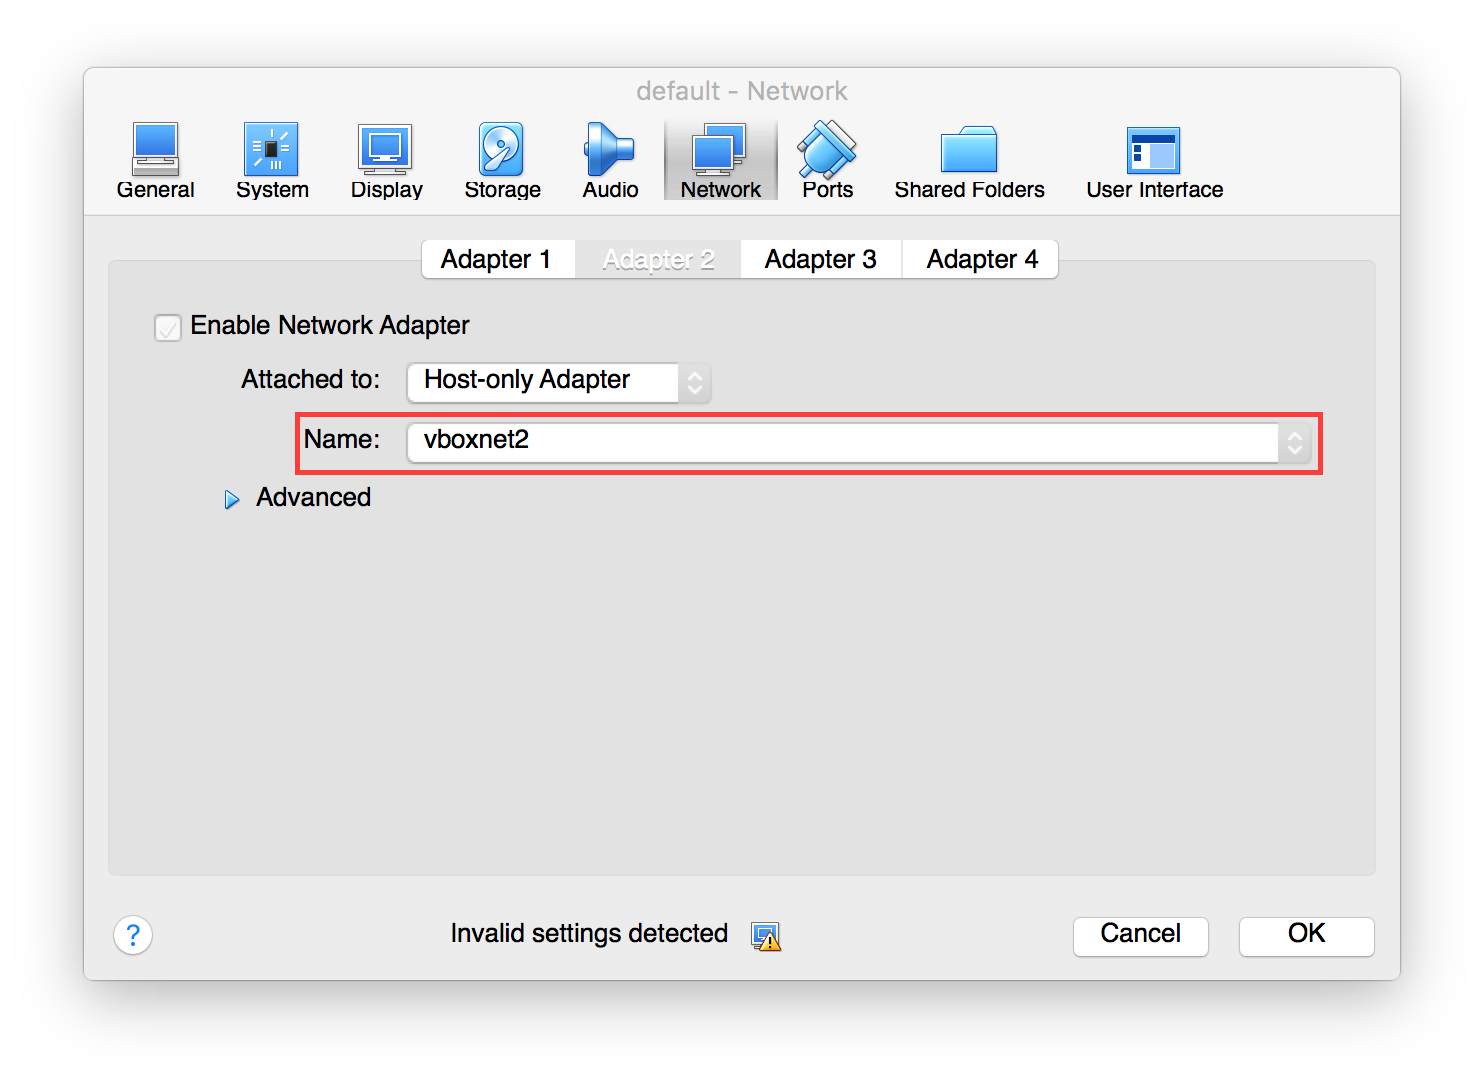 default - Network
General System Display Storage Audio Network Ports Shared Folders User Interface
Adapter 1 Adapter 2 Adapter 3 Adapter 4
Enable Network Adapter
Attached to: Host-only Adapter
Name: vboxnet2
Advanced
? Invalid settings detected Cancel OK